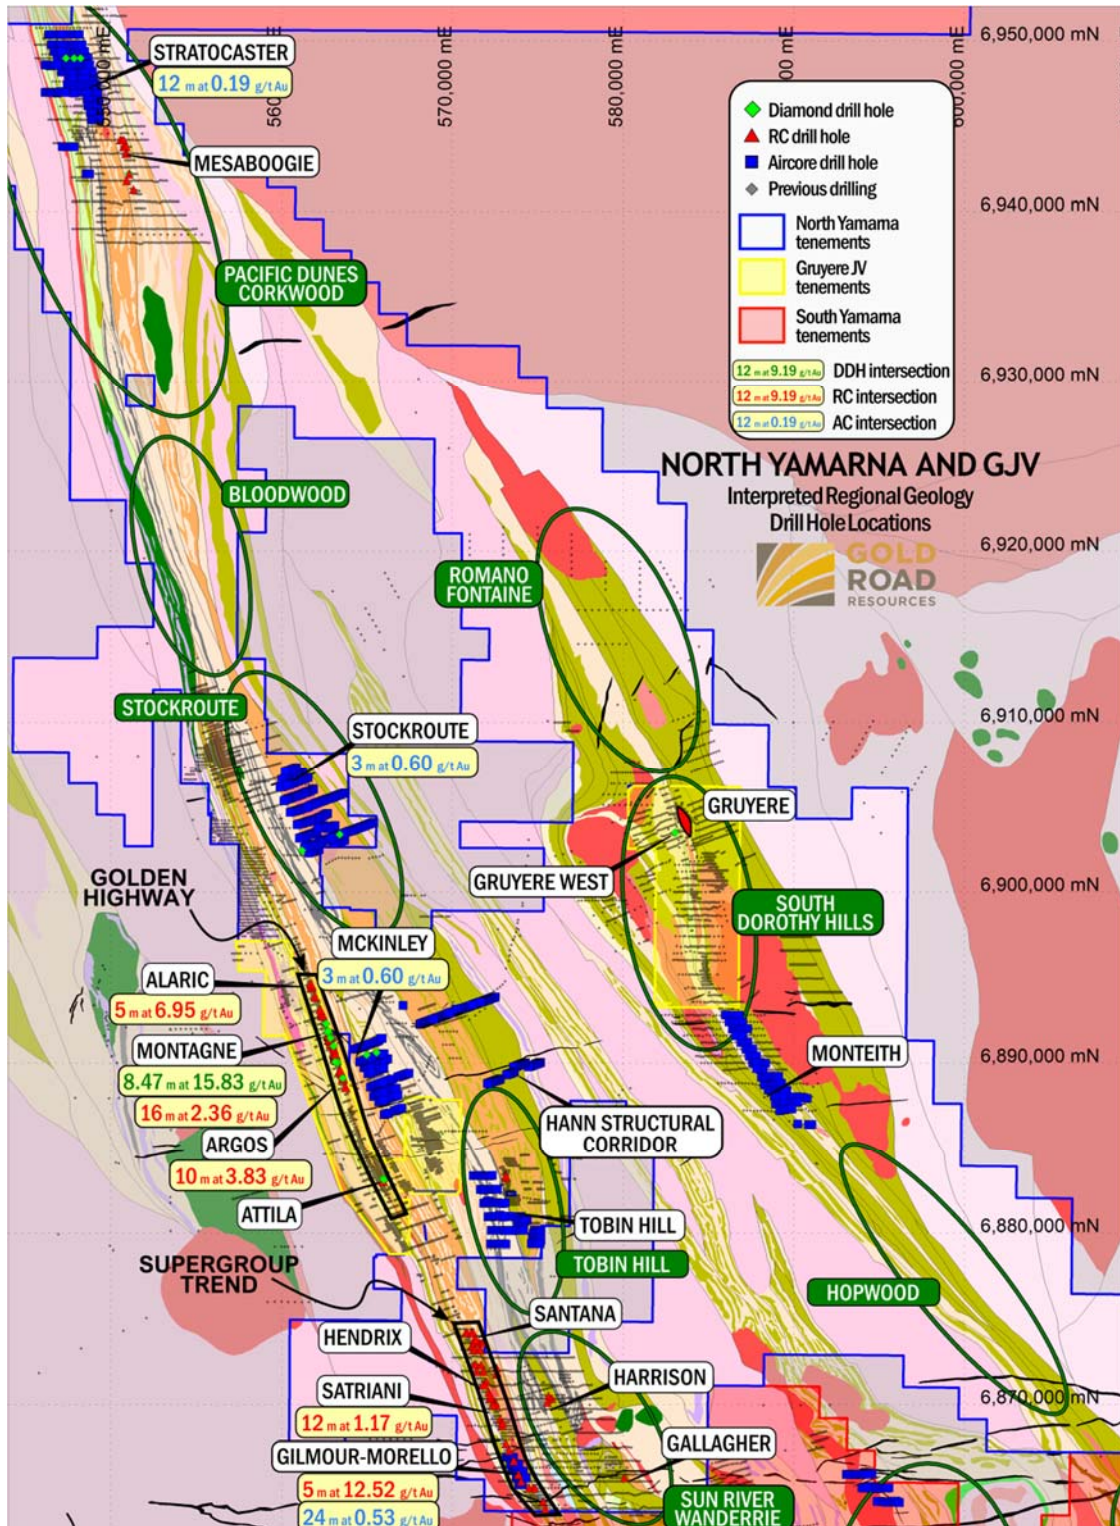 550,000 mE
560
570,000 mE
580,000 mE
00 mE
600,000 mE
6,950,000 mN
STRATOCASTER
12 m at 0.19 g/t Au
MESABOOGIE
Diamond drill hole
RC drill hole
Aircore drill hole
Previous drilling
North Yamarna
tenements
Gruyere JV
tenements
South Yamarna
tenements
12 m at 9.19 g/t Au DDH intersection
12 m at 9.19 g/t Au RC intersection
12 m at 0.19 g/t Au AC intersection
6,940,000 mN
PACIFIC DUNES
CORKWOOD
6,930,000 mN
NORTH YAMARNA AND GJV
Interpreted Regional Geology
Drill Hole Locations
GOLD
ROAD
RESOURCES
BLOODWOOD
6,920,000 mN
ROMANO
FONTAINE
STOCKROUTE
6,910,000 mN
STOCKROUTE
3 m at 0.60 g/t Au
GRUYERE
GRUYERE WEST
6,900,000 mN
SOUTH
DOROTHY HILLS
GOLDEN
HIGHWAY
MCKINLEY
3 m at 0.60 g/t Au
ALARIC
5 m at 6.95 g/t Au
MONTAGNE
8.47 m at 15.83 g/t Au
16 m at 2.36 g/t Au
MONTEITH
6,890,000 mN
ARGOS
10 m at 3.83 g/t Au
HANN STRUCTURAL
CORRIDOR
ATTILA
TOBIN HILL
6,880,000 mN
TOBIN HILL
SUPERGROUP
TREND
HOPWOOD
SANTANA
HENDRIX
HARRISON
SATRIANI
12 m at 1.17 g/t Au
6,870,000 mN
GILMOUR-MORELLO
5 m at 12.52 g/t Au
24 m at 0.53 g/t Au
GALLAGHER
SUN RIVER
WANDERRIE